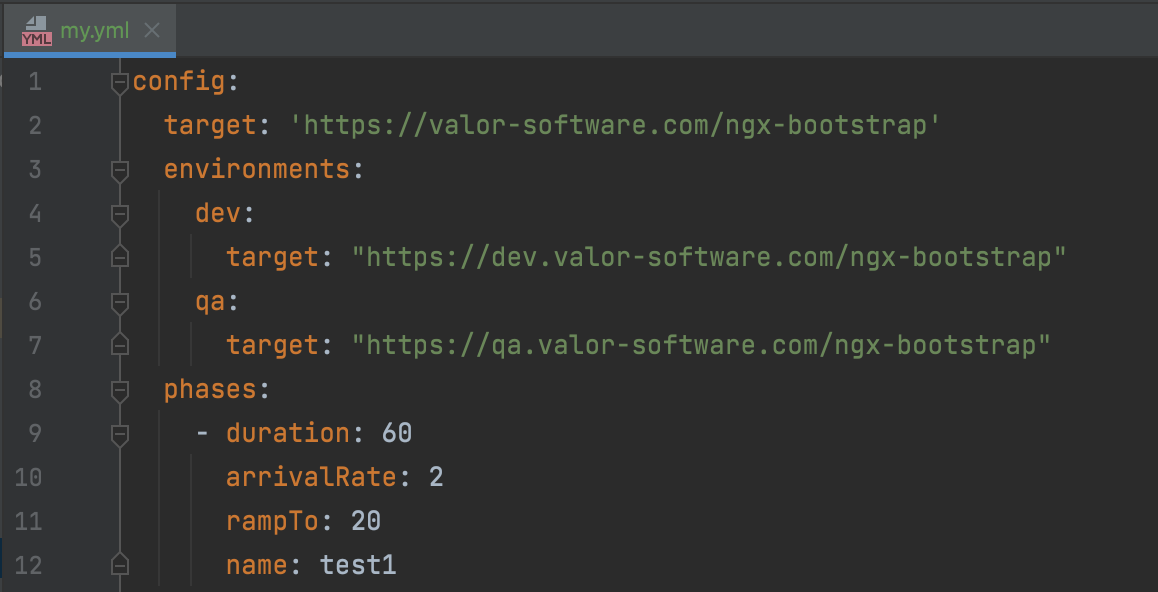 YML my.yml
1 config:
2   target: 'https://valor-software.com/ngx-bootstrap'
3   environments:
4     dev:
5       target: "https://dev.valor-software.com/ngx-bootstrap"
6     qa:
7       target: "https://qa.valor-software.com/ngx-bootstrap"
8   phases:
9     - duration: 60
10       arrivalRate: 2
11       rampTo: 20
12       name: test1